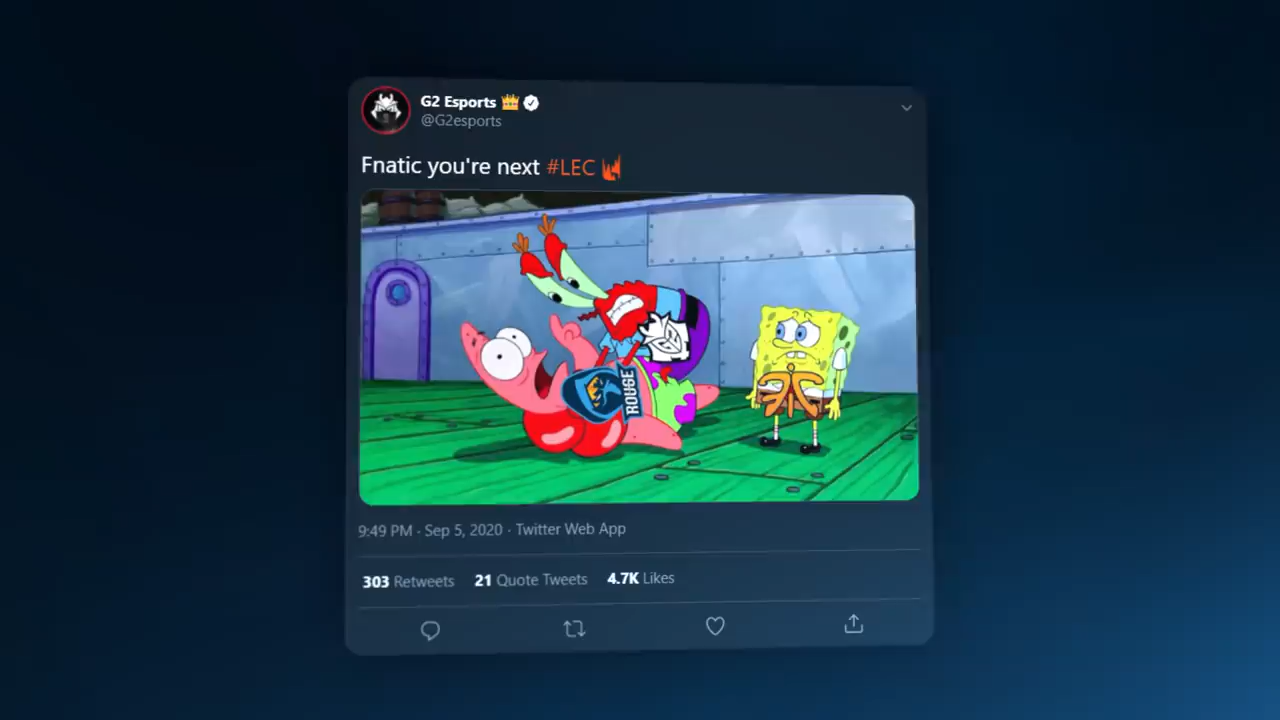 G2 Esports 👑
@G2esports
Fnatic you're next #LEC
ROUGE
9:49 PM · Sep 5, 2020 · Twitter Web App
303 Retweets 21 Quote Tweets 4.7K Likes